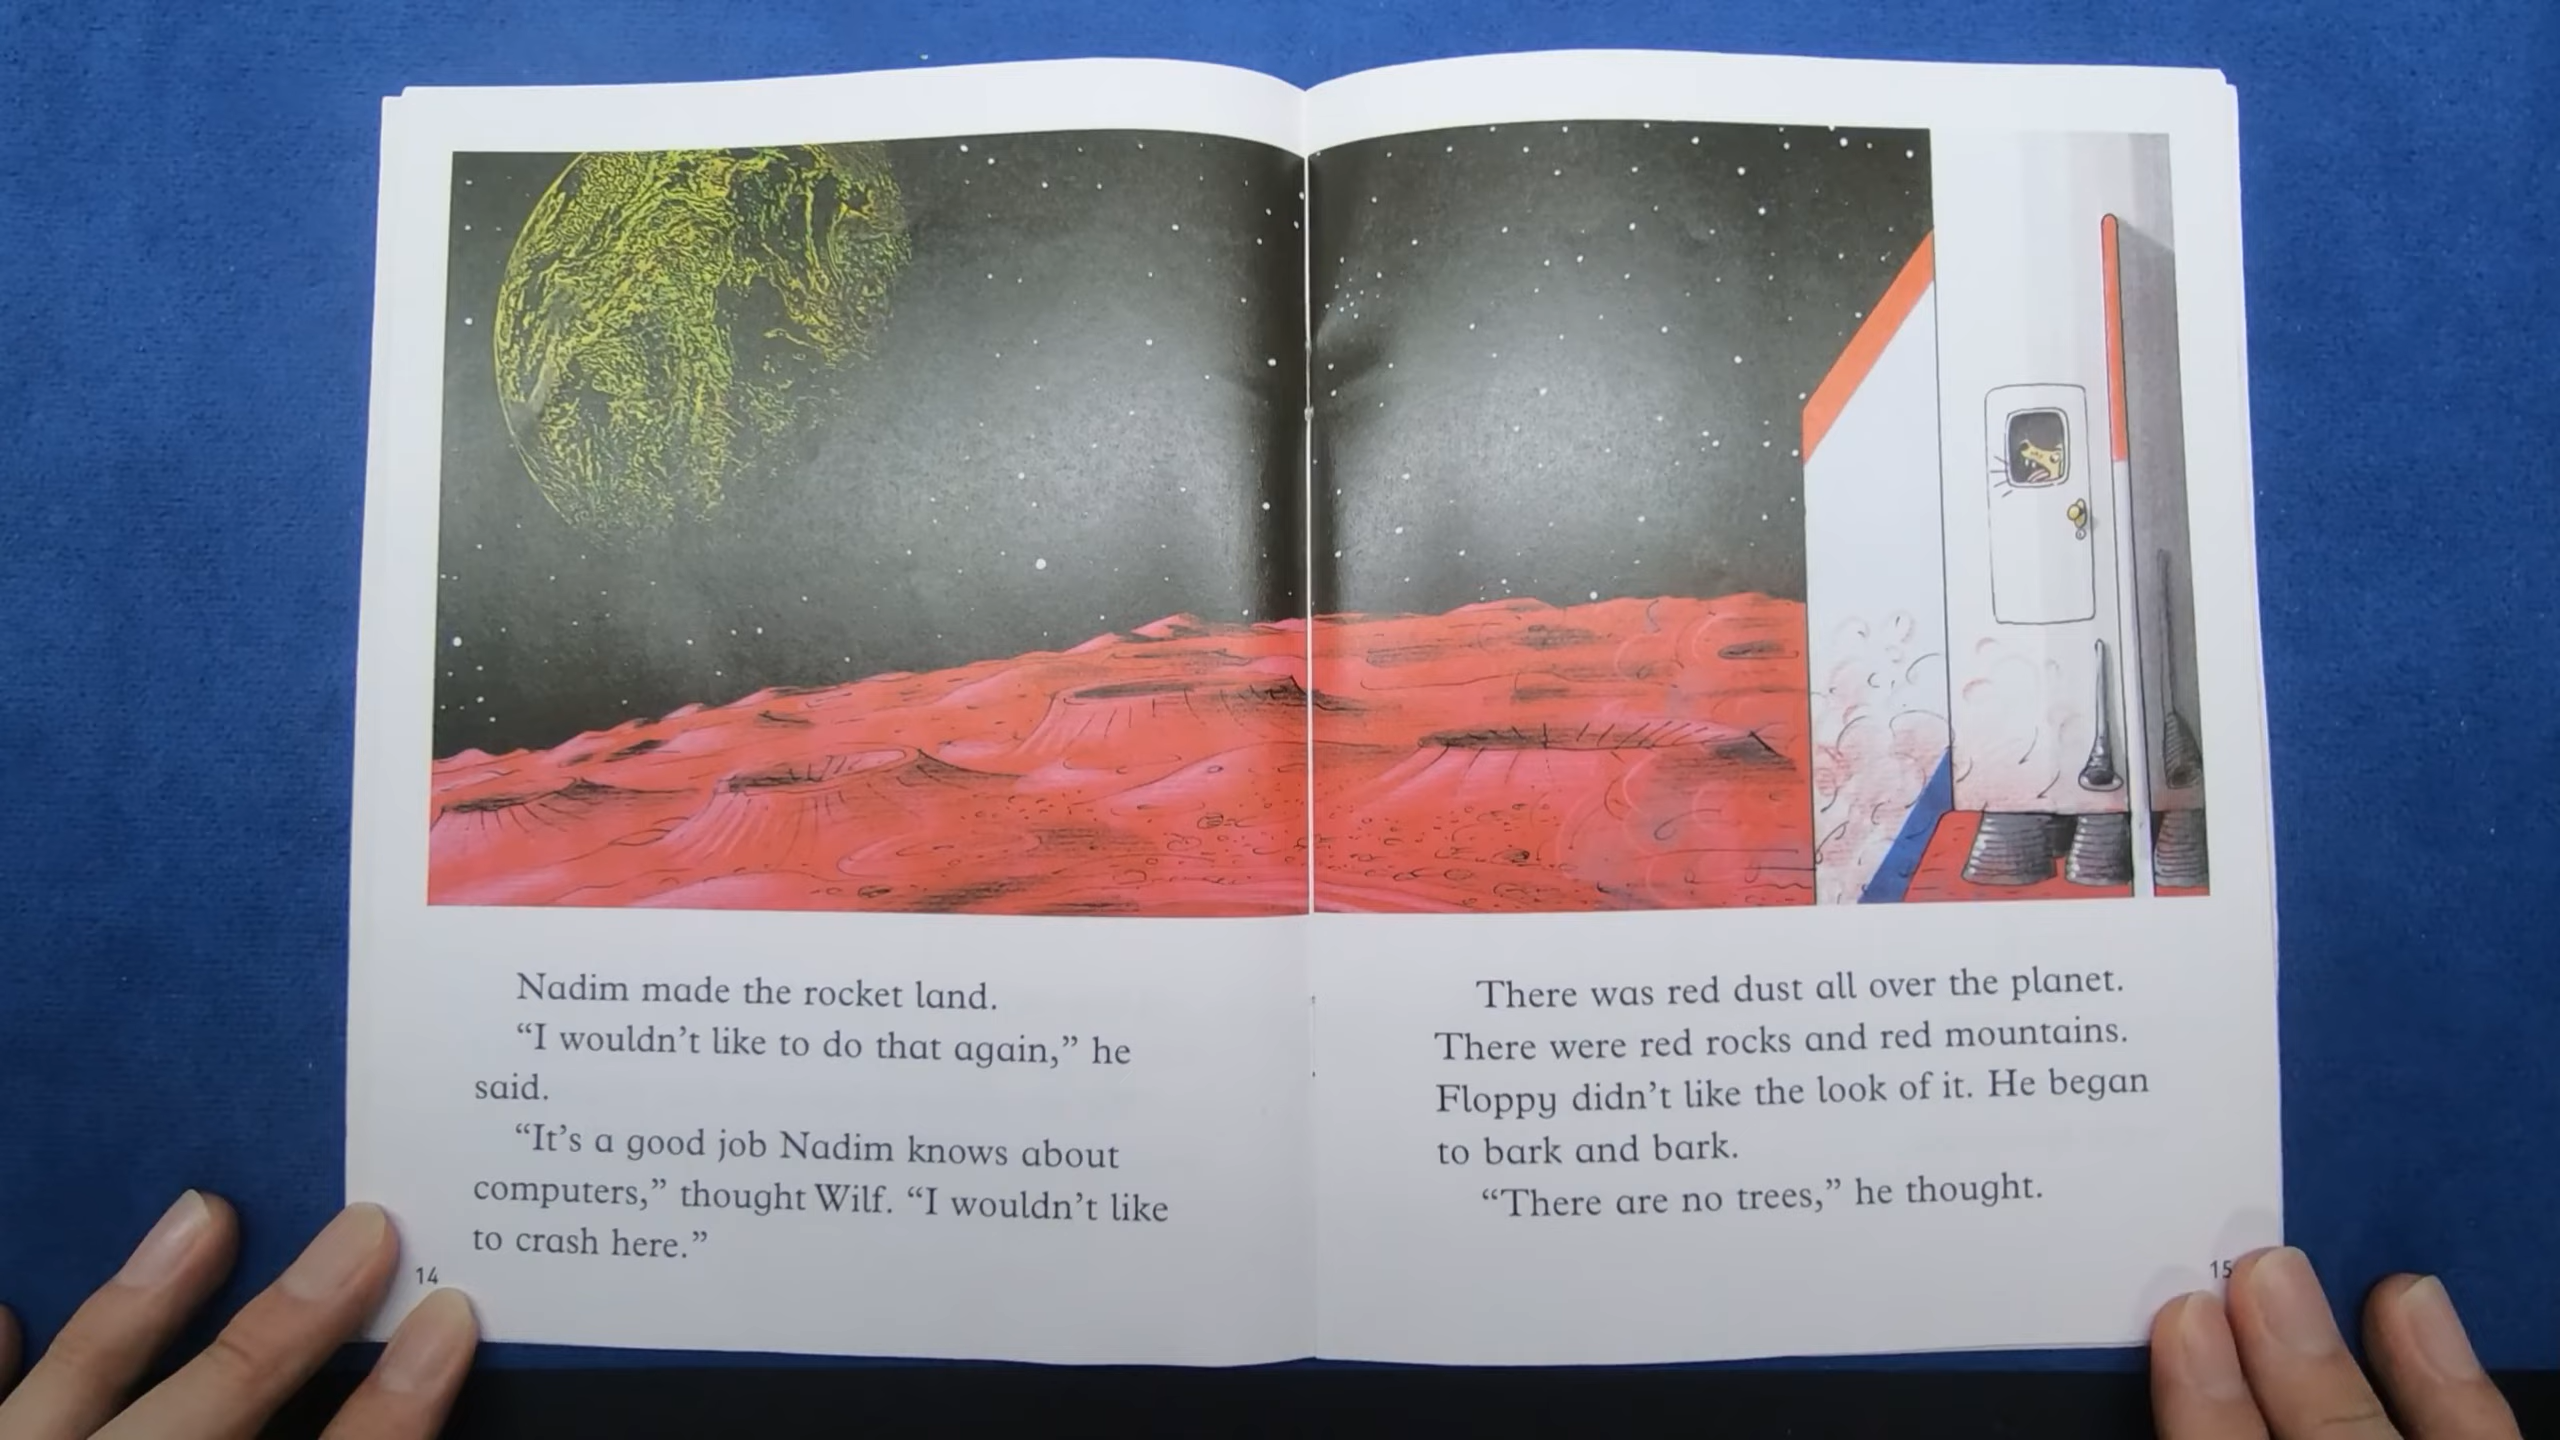 Nadim made the rocket land.
“I wouldn’t like to do that again,” he
said.
“It’s a good job Nadim knows about
computers,” thought Wilf. “I wouldn’t like
to crash here.”
14
There was red dust all over the planet.
There were red rocks and red mountains.
Floppy didn’t like the look of it. He began
to bark and bark.
“There are no trees,” he thought.
15